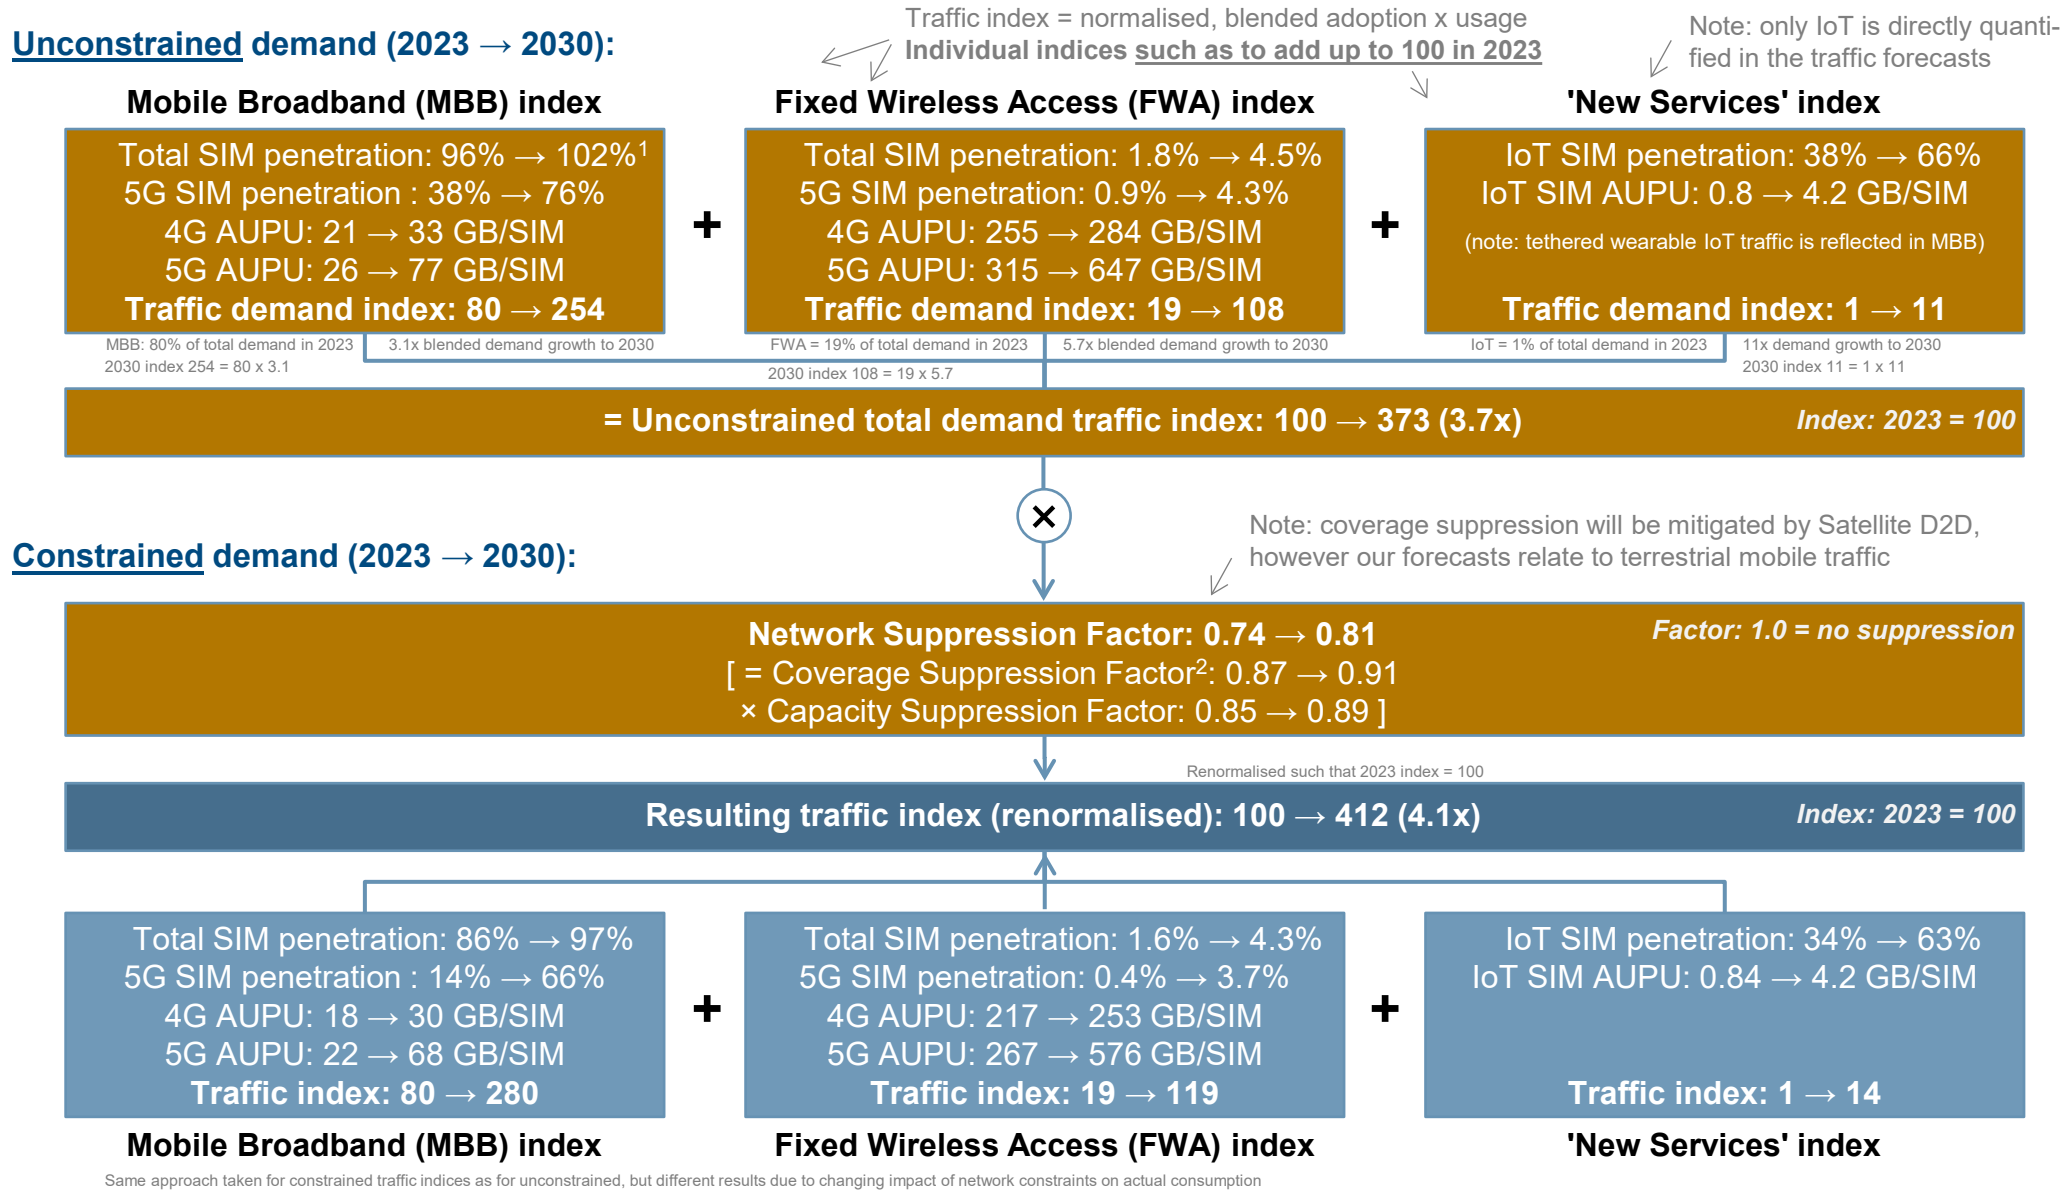 Traffic index = normalised, blended adoption x usage
Individual indices such as to add up to 100 in 2023
Note: only IoT is directly quanti-
fied in the traffic forecasts
Unconstrained demand (2023 → 2030):
Mobile Broadband (MBB) index
Total SIM penetration: 96% → 102%¹
5G SIM penetration : 38% → 76%
4G AUPU: 21 → 33 GB/SIM
5G AUPU: 26 → 77 GB/SIM
Traffic demand index: 80 → 254
MBB: 80% of total demand in 2023
3.1x blended demand growth to 2030
2030 index 254 = 80 x 3.1
+
Fixed Wireless Access (FWA) index
Total SIM penetration: 1.8% → 4.5%
5G SIM penetration: 0.9% → 4.3%
4G AUPU: 255 → 284 GB/SIM
5G AUPU: 315 → 647 GB/SIM
Traffic demand index: 19 → 108
FWA = 19% of total demand in 2023
5.7x blended demand growth to 2030
2030 index 108 = 19 x 5.7
+
'New Services' index
IoT SIM penetration: 38% → 66%
IoT SIM AUPU: 0.8 → 4.2 GB/SIM
(note: tethered wearable IoT traffic is reflected in MBB)
Traffic demand index: 1 → 11
IoT = 1% of total demand in 2023
11x demand growth to 2030
2030 index 11 = 1 x 11
= Unconstrained total demand traffic index: 100 → 373 (3.7x)
Index: 2023 = 100
×
Note: coverage suppression will be mitigated by Satellite D2D,
however our forecasts relate to terrestrial mobile traffic
Constrained demand (2023 → 2030):
Network Suppression Factor: 0.74 → 0.81
Factor: 1.0 = no suppression
[ = Coverage Suppression Factor²: 0.87 → 0.91
× Capacity Suppression Factor: 0.85 → 0.89 ]
Renormalised such that 2023 index = 100
Resulting traffic index (renormalised): 100 → 412 (4.1x)
Index: 2023 = 100
Total SIM penetration: 86% → 97%
5G SIM penetration : 14% → 66%
4G AUPU: 18 → 30 GB/SIM
5G AUPU: 22 → 68 GB/SIM
Traffic index: 80 → 280
Mobile Broadband (MBB) index
+
Total SIM penetration: 1.6% → 4.3%
5G SIM penetration: 0.4% → 3.7%
4G AUPU: 217 → 253 GB/SIM
5G AUPU: 267 → 576 GB/SIM
Traffic index: 19 → 119
Fixed Wireless Access (FWA) index
+
IoT SIM penetration: 34% → 63%
IoT SIM AUPU: 0.84 → 4.2 GB/SIM
Traffic index: 1 → 14
'New Services' index
Same approach taken for constrained traffic indices as for unconstrained, but different results due to changing impact of network constraints on actual consumption